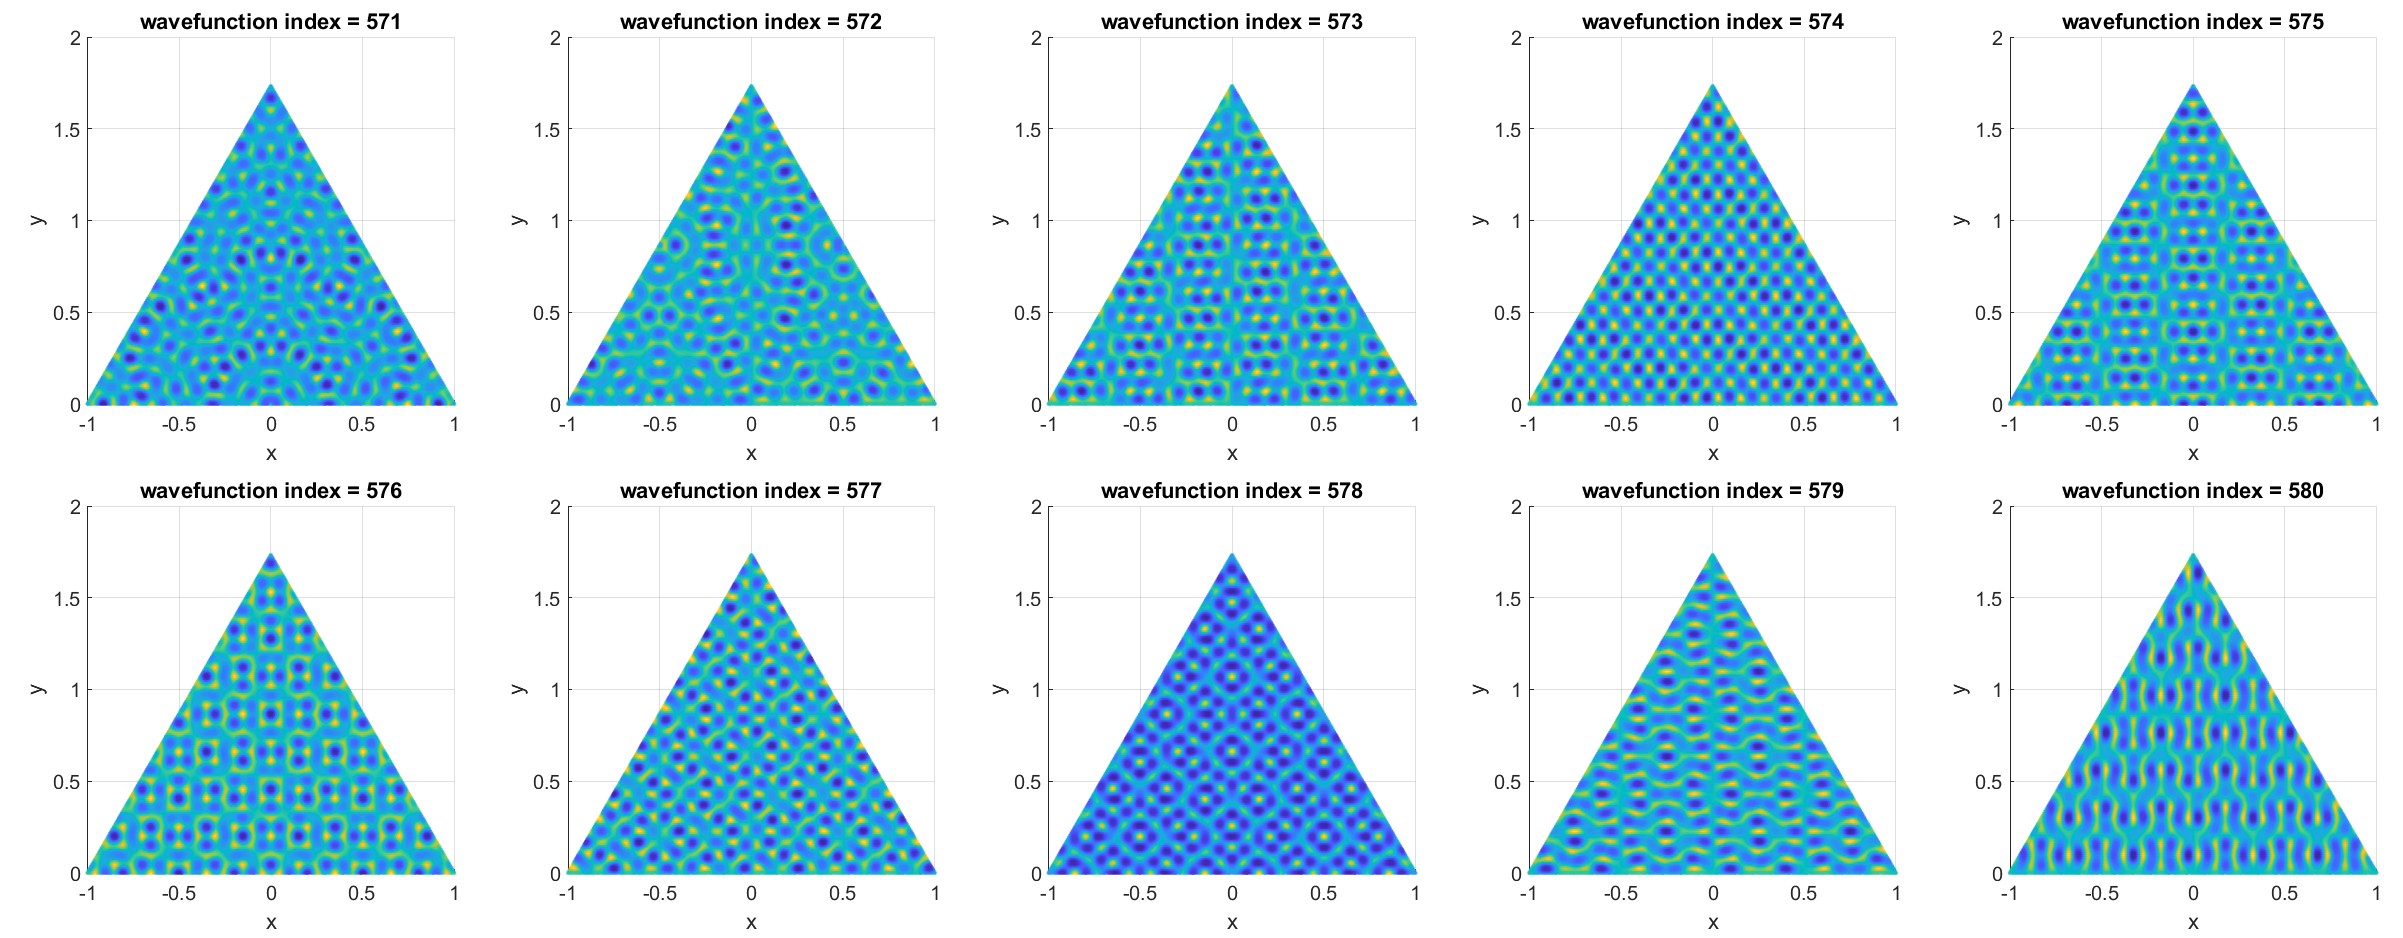 wavefunction index = 571
wavefunction index = 572
wavefunction index = 573
wavefunction index = 574
wavefunction index = 575
2
1.5
1
0.5
0
y
-1 -0.5 0 0.5 1
x
2
1.5
1
0.5
0
y
-1 -0.5 0 0.5 1
x
2
1.5
1
0.5
0
y
-1 -0.5 0 0.5 1
x
2
1.5
1
0.5
0
y
-1 -0.5 0 0.5 1
x
2
1.5
1
0.5
0
y
-1 -0.5 0 0.5 1
x
wavefunction index = 576
wavefunction index = 577
wavefunction index = 578
wavefunction index = 579
wavefunction index = 580
2
1.5
1
0.5
0
y
-1 -0.5 0 0.5 1
x
2
1.5
1
0.5
0
y
-1 -0.5 0 0.5 1
x
2
1.5
1
0.5
0
y
-1 -0.5 0 0.5 1
x
2
1.5
1
0.5
0
y
-1 -0.5 0 0.5 1
x
2
1.5
1
0.5
0
y
-1 -0.5 0 0.5 1
x